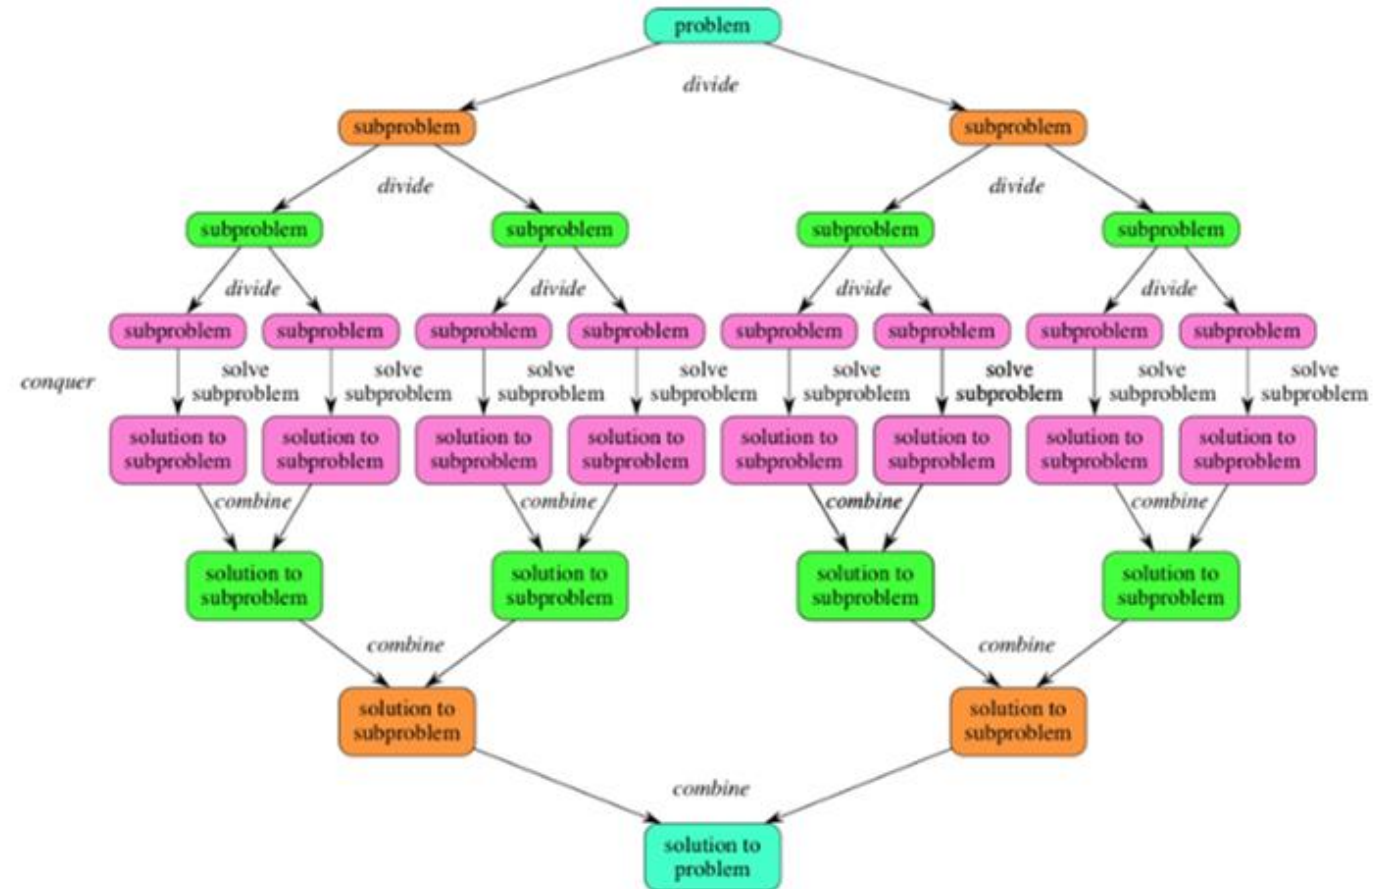 problem
divide
subproblem
subproblem
divide
divide
subproblem
subproblem
subproblem
subproblem
divide
divide
divide
divide
subproblem
subproblem
subproblem
subproblem
subproblem
subproblem
subproblem
subproblem
conquer
solve
subproblem
solve
subproblem
solve
subproblem
solve
subproblem
solve
subproblem
solve
subproblem
solve
subproblem
solve
subproblem
solution to
subproblem
solution to
subproblem
solution to
subproblem
solution to
subproblem
solution to
subproblem
solution to
subproblem
solution to
subproblem
solution to
subproblem
combine
combine
combine
combine
solution to
subproblem
solution to
subproblem
solution to
subproblem
solution to
subproblem
combine
combine
solution to
subproblem
solution to
subproblem
combine
solution to
problem